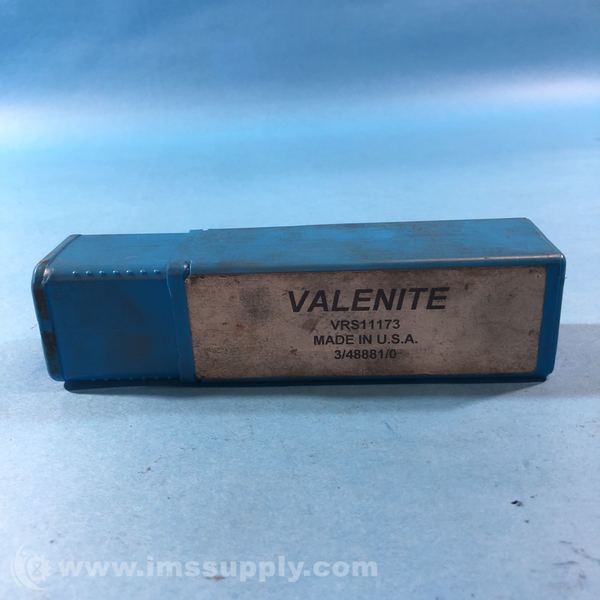 VALENITE
VRS11173
MADE IN U.S.A.
3/48881/0
www.imssupply.com